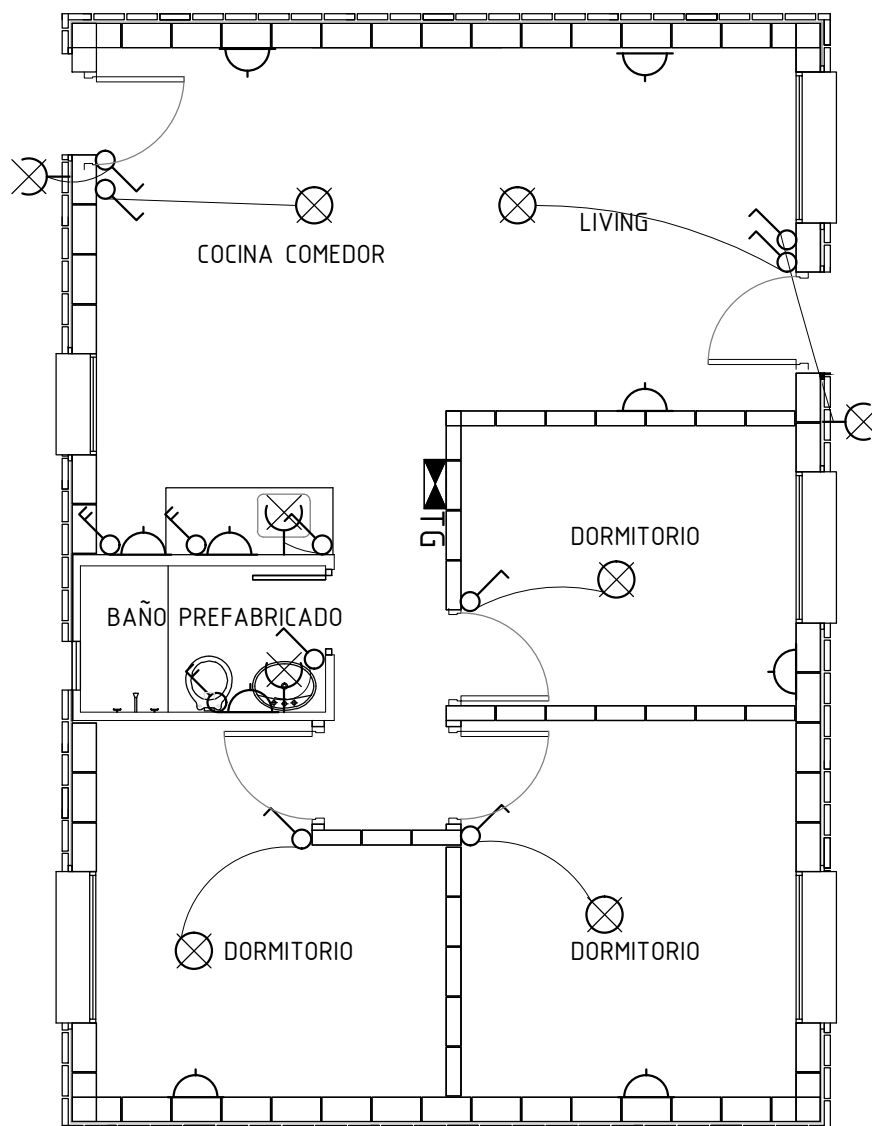 LIVING
COCINA COMEDOR
TG
DORMITORIO
BAÑO PREFABRICADO
DORMITORIO
DORMITORIO